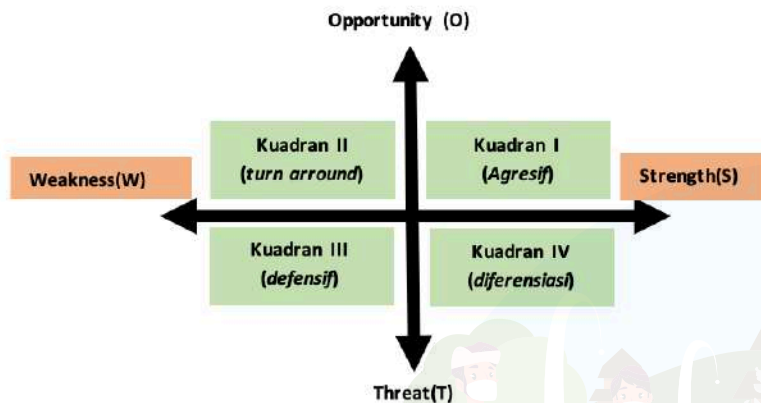 Opportunity (O)
Kuadran II
(turn arround)
Kuadran I
(Agresif)
Weakness(W)
Strength(S)
Kuadran III
(defensif)
Kuadran IV
(diferensiasi)
Threat(T)